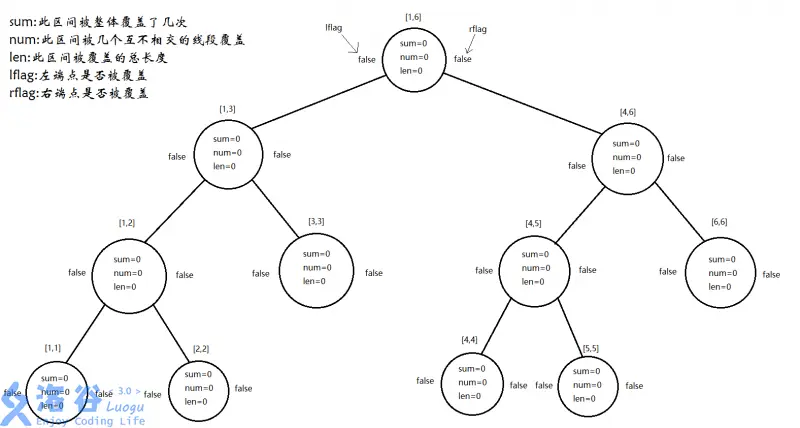 sum:此区间被整体覆盖了几次
num:此区间被几个互不相交的线段覆盖
len:此区间被覆盖的总长度
lflag:左端点是否被覆盖
rflag:右端点是否被覆盖
[1,6]
lflag
rflag
false
sum=0
num=0
len=0
false
[1,3]
false
sum=0
num=0
len=0
false
[4,6]
false
sum=0
num=0
len=0
false
[1,2]
false
sum=0
num=0
len=0
false
[3,3]
false
sum=0
num=0
len=0
false
[4,5]
false
sum=0
num=0
len=0
false
[6,6]
false
sum=0
num=0
len=0
false
[1,1]
false
sum=0
num=0
len=0
false
[2,2]
false
sum=0
num=0
len=0
false
[4,4]
false
sum=0
num=0
len=0
false
[5,5]
false
sum=0
num=0
len=0
false
洛谷
3.0 >
Luogu
Enjoy Coding Life